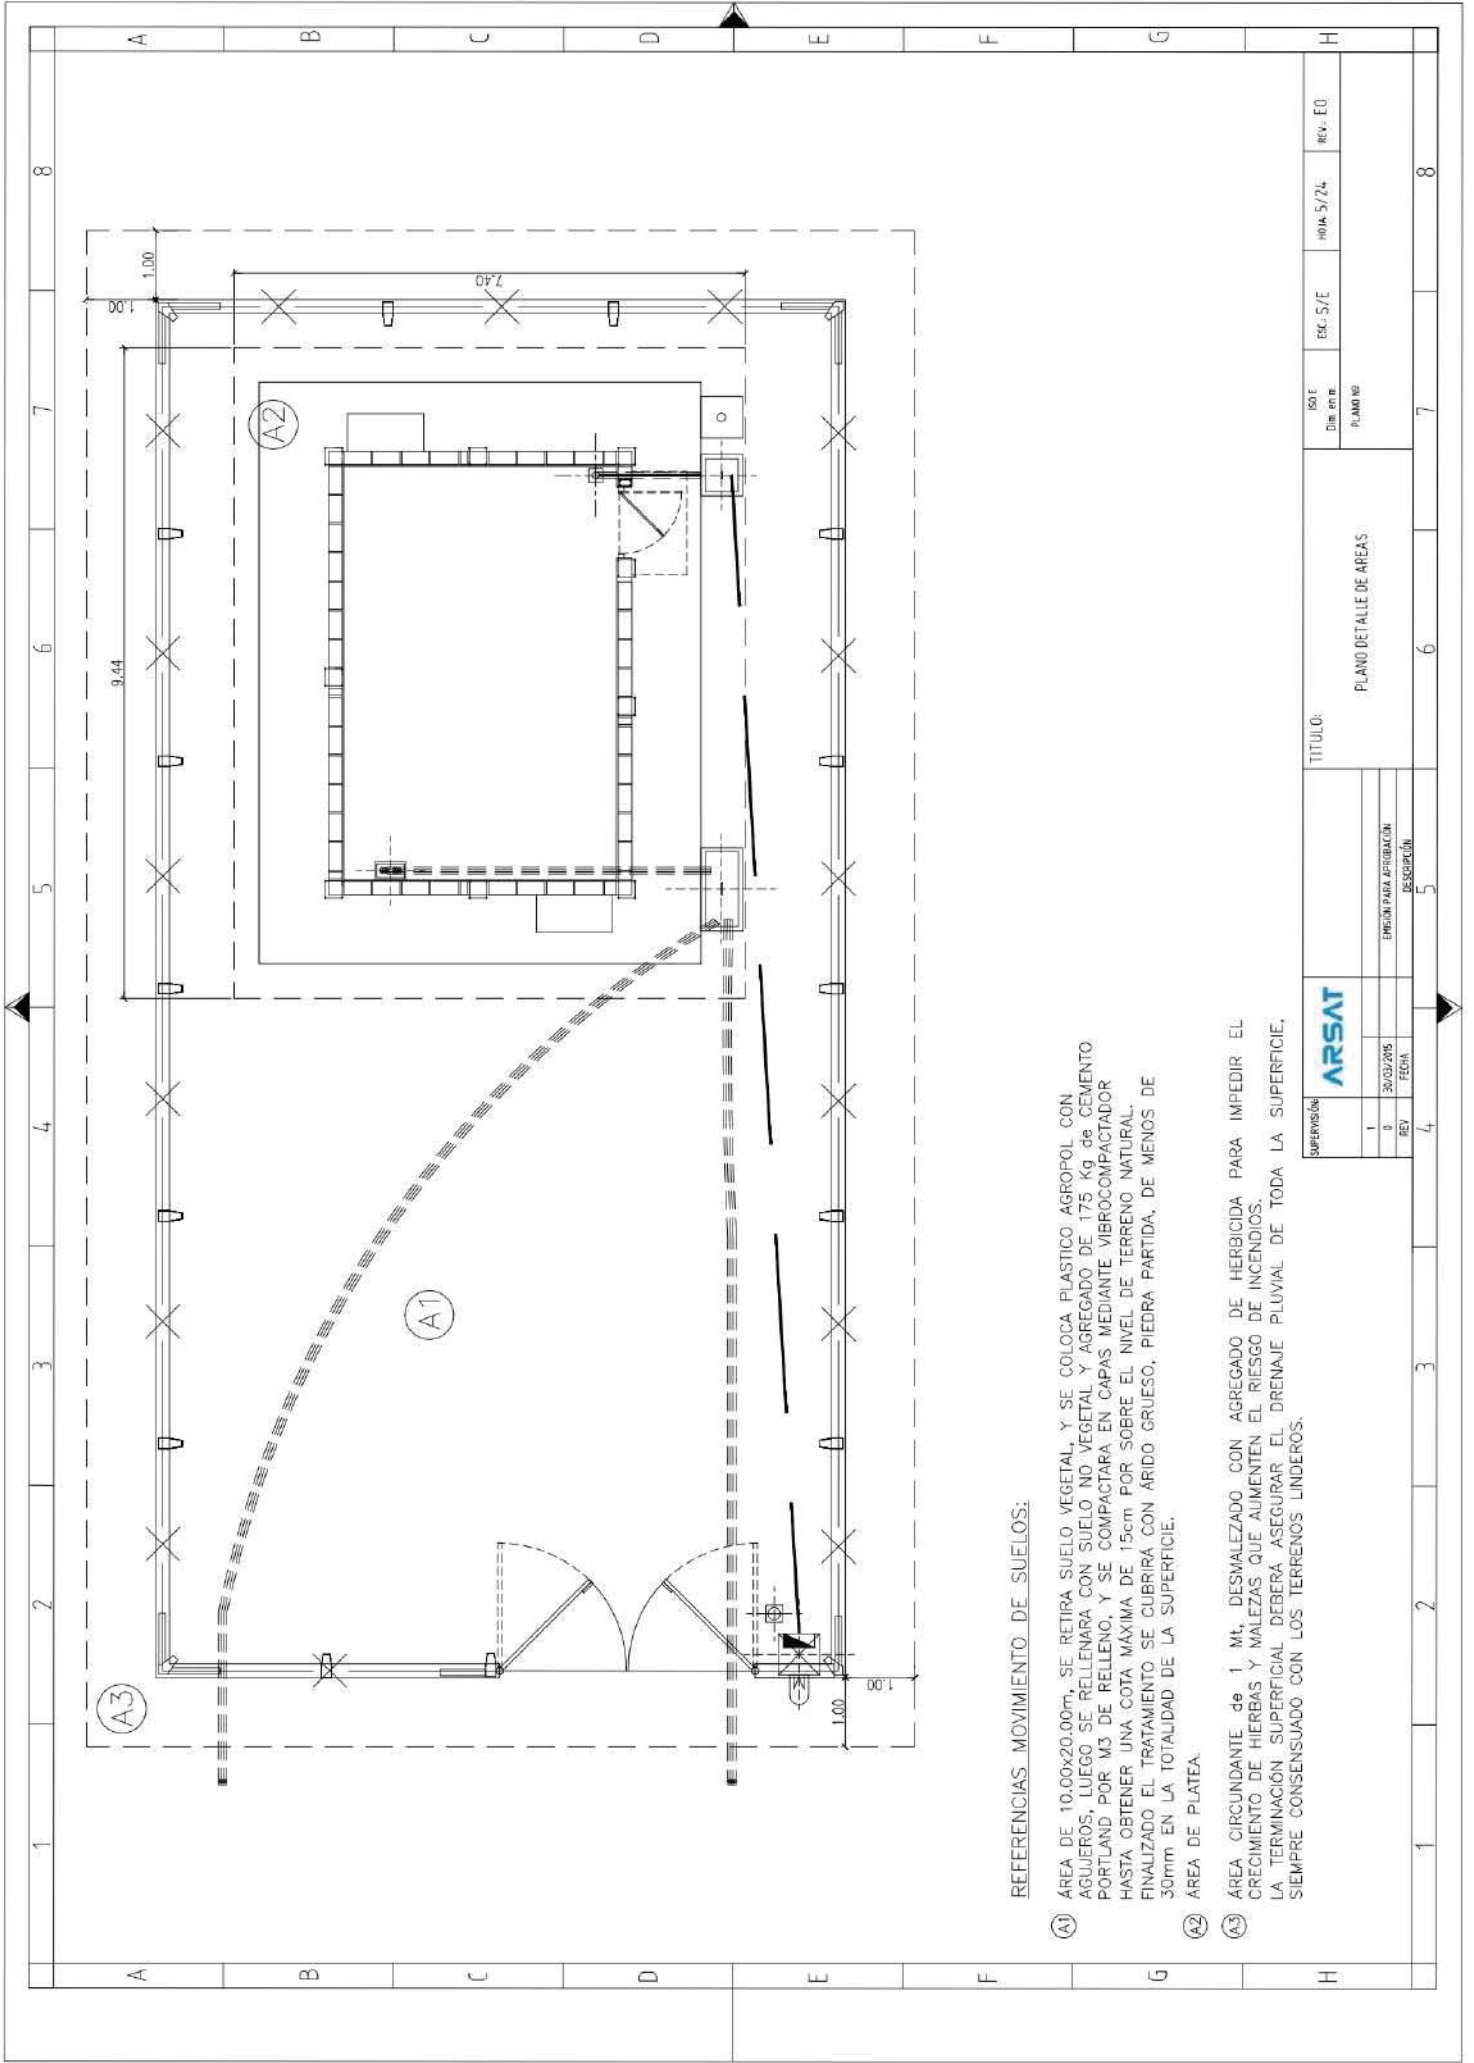 1 2 3 4 5 6 7 8
A
B
C
D
E
F
G
H
A
B
C
D
E
F
G
H
A3
A1
A2
9.44
7.40
1.00
1.00
1.00
1.00
REFERENCIAS MOVIMIENTO DE SUELOS:
A1 ÁREA DE 10.00x20.00m, SE RETIRA SUELO VEGETAL, Y SE COLOCA PLASTICO AGROPOL CON
AGUJEROS, LUEGO SE RELLENARA CON SUELO NO VEGETAL Y AGREGADO DE 175 Kg de CEMENTO
PORTLAND POR M3 DE RELLENO, Y SE COMPACTARA EN CAPAS MEDIANTE VIBROCOMPACTADOR
HASTA OBTENER UNA COTA MÁXIMA DE 15cm POR SOBRE EL NIVEL DE TERRENO NATURAL.
FINALIZADO EL TRATAMIENTO SE CUBRIRÁ CON ÁRIDO GRUESO, PIEDRA PARTIDA, DE MENOS DE
30mm EN LA TOTALIDAD DE LA SUPERFICIE.
A2 ÁREA DE PLATEA.
A3 ÁREA CIRCUNDANTE de 1 Mt, DESMALEZADO CON AGREGADO DE HERBICIDA PARA IMPEDIR EL
CRECIMIENTO DE HIERBAS Y MALEZAS QUE AUMENTEN EL RIESGO DE INCENDIOS.
LA TERMINACIÓN SUPERFICIAL DEBERÁ ASEGURAR EL DRENAJE PLUVIAL DE TODA LA SUPERFICIE,
SIEMPRE CONSENSUADO CON LOS TERRENOS LINDEROS.
SUPERVISIÓN:
ARSAT
1
0 30/03/2015 EMISIÓN PARA APROBACIÓN
REV FECHA DESCRIPCIÓN
TITULO:
PLANO DETALLE DE AREAS
ISO E
Dim. en m.
ESC.: S/E
HOJA: 5/24
REV.: E0
PLANO Nº
1 2 3 4 5 6 7 8